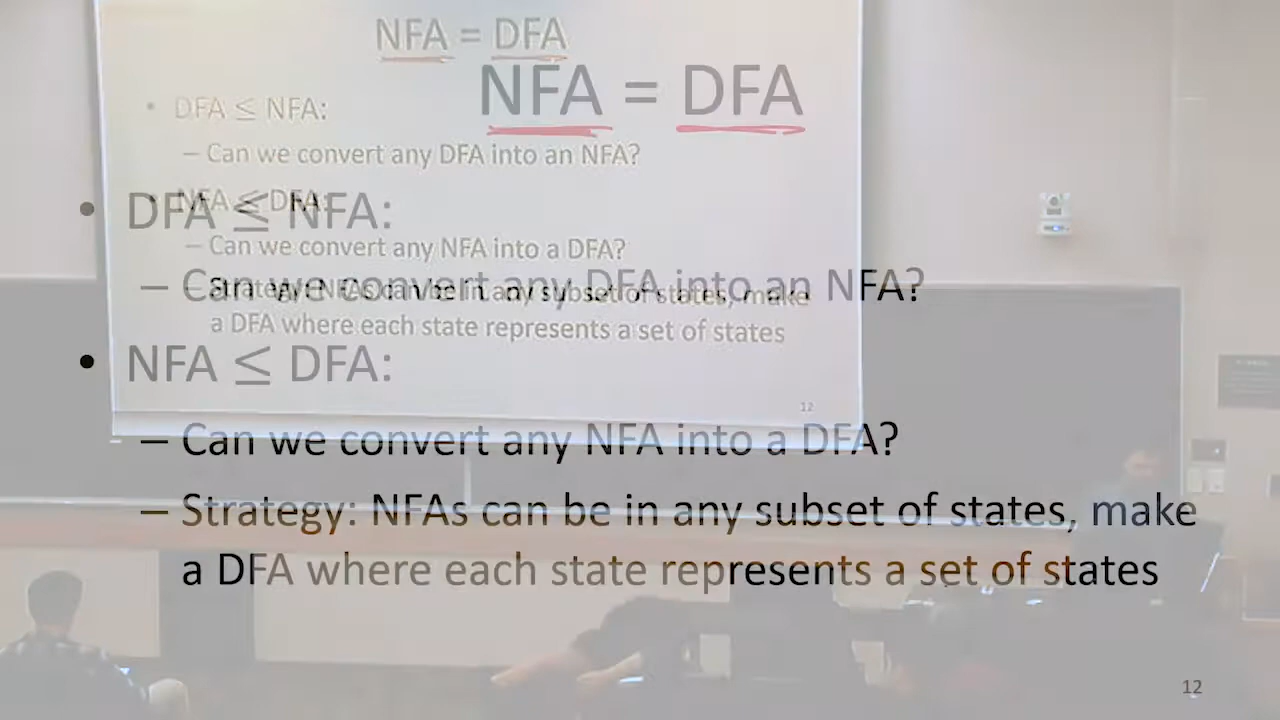 NFA = DFA
• DFA ≤ NFA:
– Can we convert any DFA into an NFA?
• NFA ≤ DFA:
– Can we convert any NFA into a DFA?
– Strategy: NFAs can be in any subset of states, make
a DFA where each state represents a set of states
12
NFA = DFA
• DFA ≤ NFA:
– Can we convert any DFA into an NFA?
• NFA ≤ DFA:
– Can we convert any NFA into a DFA?
– Strategy: NFAs can be in any subset of states, make
a DFA where each state represents a set of states
12